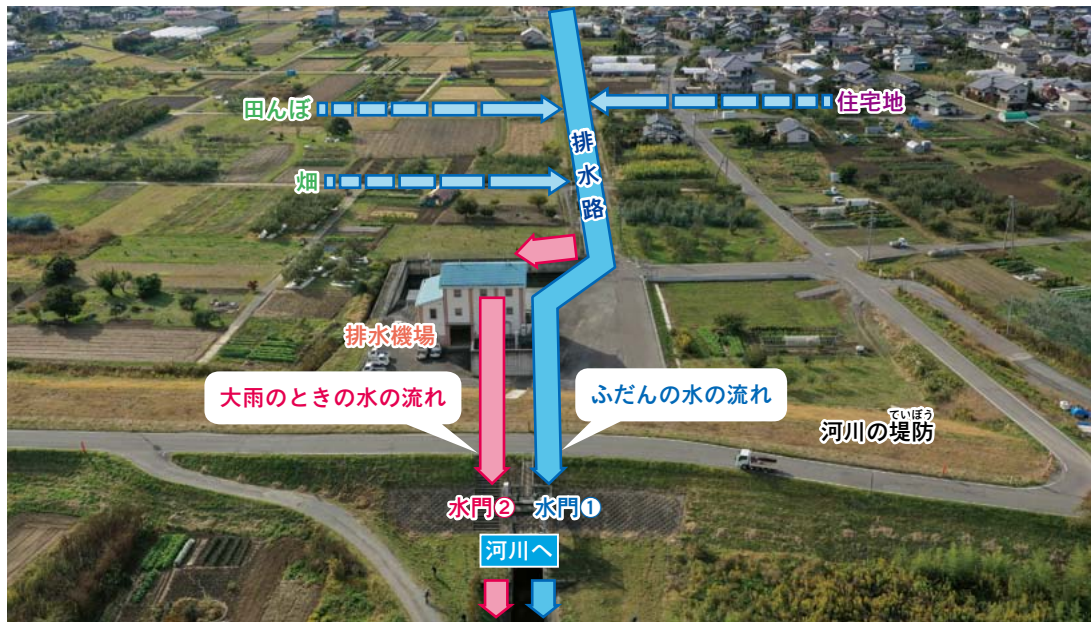 田んぼ
住宅地
排水路
畑
排水機場
大雨のときの水の流れ
ふだんの水の流れ
ていぼう
河川の堤防
水門②
水門①
河川へ